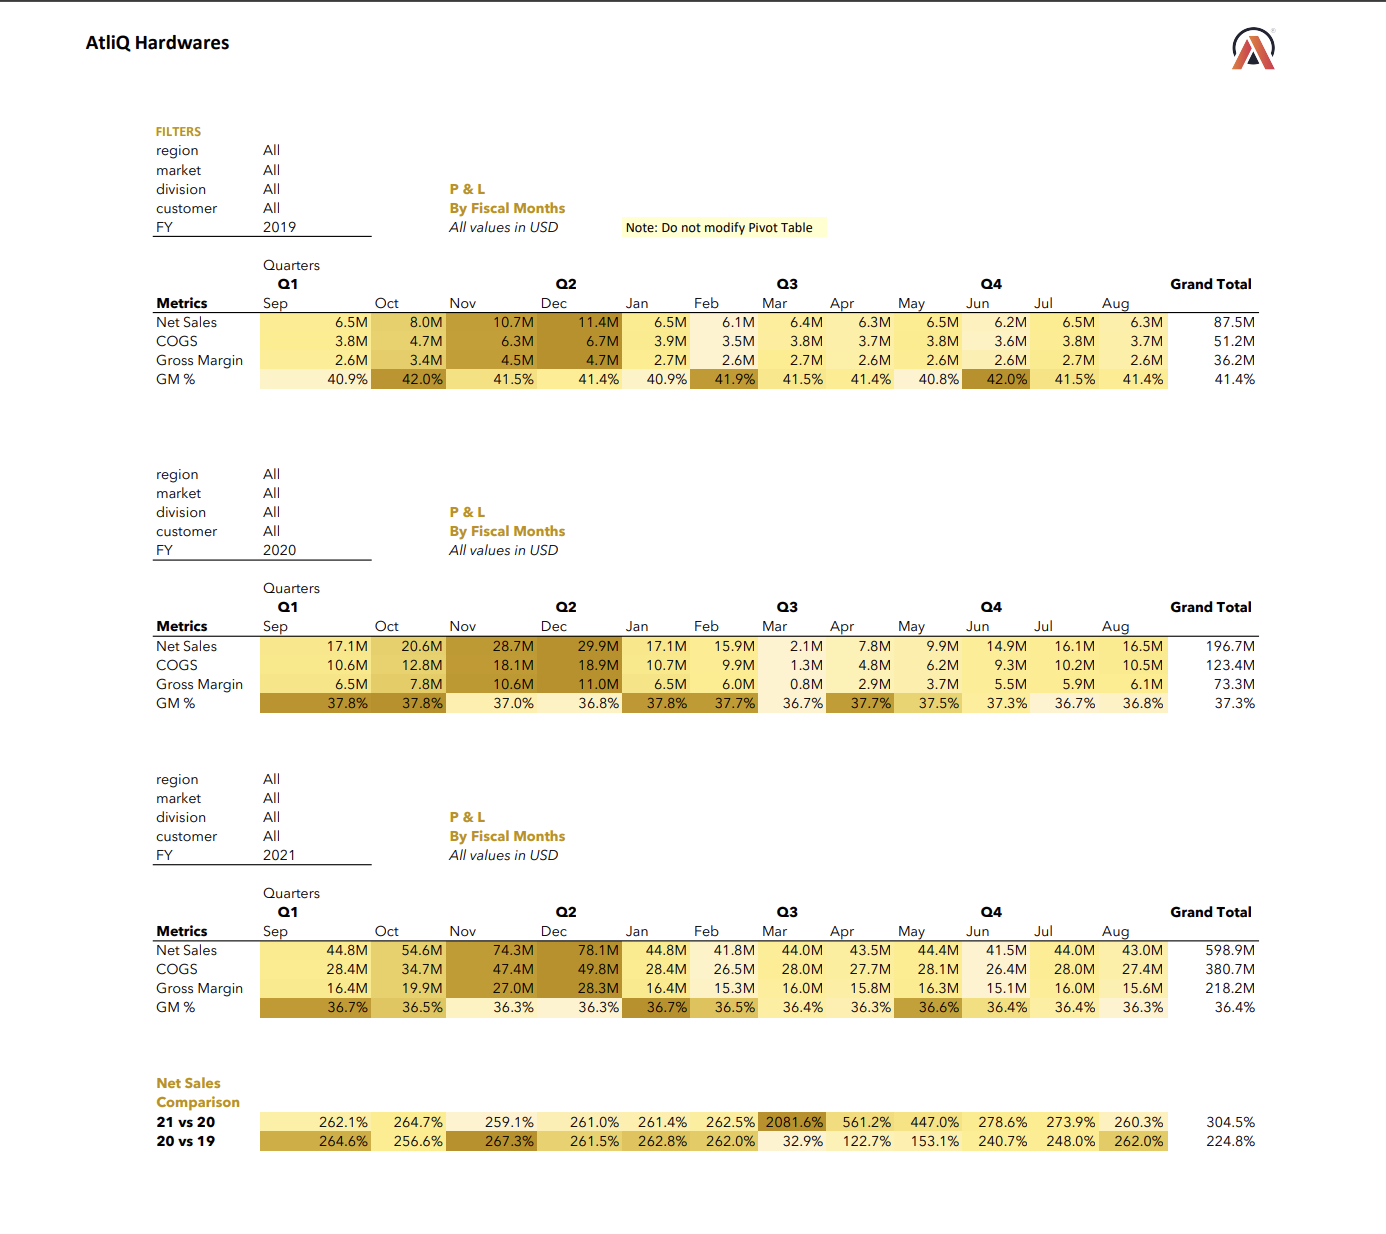 AtliQ Hardwares
FILTERS
region All
market All
division All P & L
customer All By Fiscal Months
FY 2019 All values in USD Note: Do not modify Pivot Table
Quarters
Q1 Q2 Q3 Q4 Grand Total
Metrics Sep Oct Nov Dec Jan Feb Mar Apr May Jun Jul Aug
Net Sales 6.5M 8.0M 10.7M 11.4M 6.5M 6.1M 6.4M 6.3M 6.5M 6.2M 6.5M 6.3M 87.5M
COGS 3.8M 4.7M 6.3M 6.7M 3.9M 3.5M 3.8M 3.7M 3.8M 3.6M 3.8M 3.7M 51.2M
Gross Margin 2.6M 3.4M 4.5M 4.7M 2.7M 2.6M 2.7M 2.6M 2.6M 2.6M 2.7M 2.6M 36.2M
GM % 40.9% 42.0% 41.5% 41.4% 40.9% 41.9% 41.5% 41.4% 40.8% 42.0% 41.5% 41.4% 41.4%
region All
market All
division All P & L
customer All By Fiscal Months
FY 2020 All values in USD
Quarters
Q1 Q2 Q3 Q4 Grand Total
Metrics Sep Oct Nov Dec Jan Feb Mar Apr May Jun Jul Aug
Net Sales 17.1M 20.6M 28.7M 29.9M 17.1M 15.9M 2.1M 7.8M 9.9M 14.9M 16.1M 16.5M 196.7M
COGS 10.6M 12.8M 18.1M 18.9M 10.7M 9.9M 1.3M 4.8M 6.2M 9.3M 10.2M 10.5M 123.4M
Gross Margin 6.5M 7.8M 10.6M 11.0M 6.5M 6.0M 0.8M 2.9M 3.7M 5.5M 5.9M 6.1M 73.3M
GM % 37.8% 37.8% 37.0% 36.8% 37.8% 37.7% 36.7% 37.7% 37.5% 37.3% 36.7% 36.8% 37.3%
region All
market All
division All P & L
customer All By Fiscal Months
FY 2021 All values in USD
Quarters
Q1 Q2 Q3 Q4 Grand Total
Metrics Sep Oct Nov Dec Jan Feb Mar Apr May Jun Jul Aug
Net Sales 44.8M 54.6M 74.3M 78.1M 44.8M 41.8M 44.0M 43.5M 44.4M 41.5M 44.0M 43.0M 598.9M
COGS 28.4M 34.7M 47.4M 49.8M 28.4M 26.5M 28.0M 27.7M 28.1M 26.4M 28.0M 27.4M 380.7M
Gross Margin 16.4M 19.9M 27.0M 28.3M 16.4M 15.3M 16.0M 15.8M 16.3M 15.1M 16.0M 15.6M 218.2M
GM % 36.7% 36.5% 36.3% 36.3% 36.7% 36.5% 36.4% 36.3% 36.6% 36.4% 36.4% 36.3% 36.4%
Net Sales
Comparison
21 vs 20 262.1% 264.7% 259.1% 261.0% 261.4% 262.5% 2081.6% 561.2% 447.0% 278.6% 273.9% 260.3% 304.5%
20 vs 19 264.6% 256.6% 267.3% 261.5% 262.8% 262.0% 32.9% 122.7% 153.1% 240.7% 248.0% 262.0% 224.8%